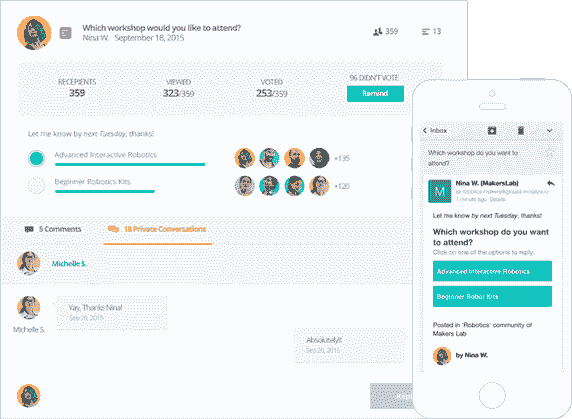 Which workshop would you like to attend?
Nina W. September 18, 2015
359
13
RECEPIENTS
359
VIEWED
323/359
VOTED
253/359
96 DIDN'T VOTE
Remind
Let me know by next Tuesday, thanks!
Advanced Interactive Robotics
+135
Beginner Robotics Kits
+120
5 Comments
18 Private Conversations
Michelle S.
Michelle S.
Yay, Thanks Nina!
Sep 20, 2015
Absolutely!!
Sep 20, 2015
Inbox
Which workshop do you want to
attend?
M
Nina W. (MakersLab)
1 minute ago Details
Let me know by next Tuesday, thanks!
Which workshop do you want
to attend?
Click on one of the options to reply.
Advanced Interactive Robotics
Beginner Robot Kits
Posted in 'Robotics' community of
Makers Lab
by Nina W.